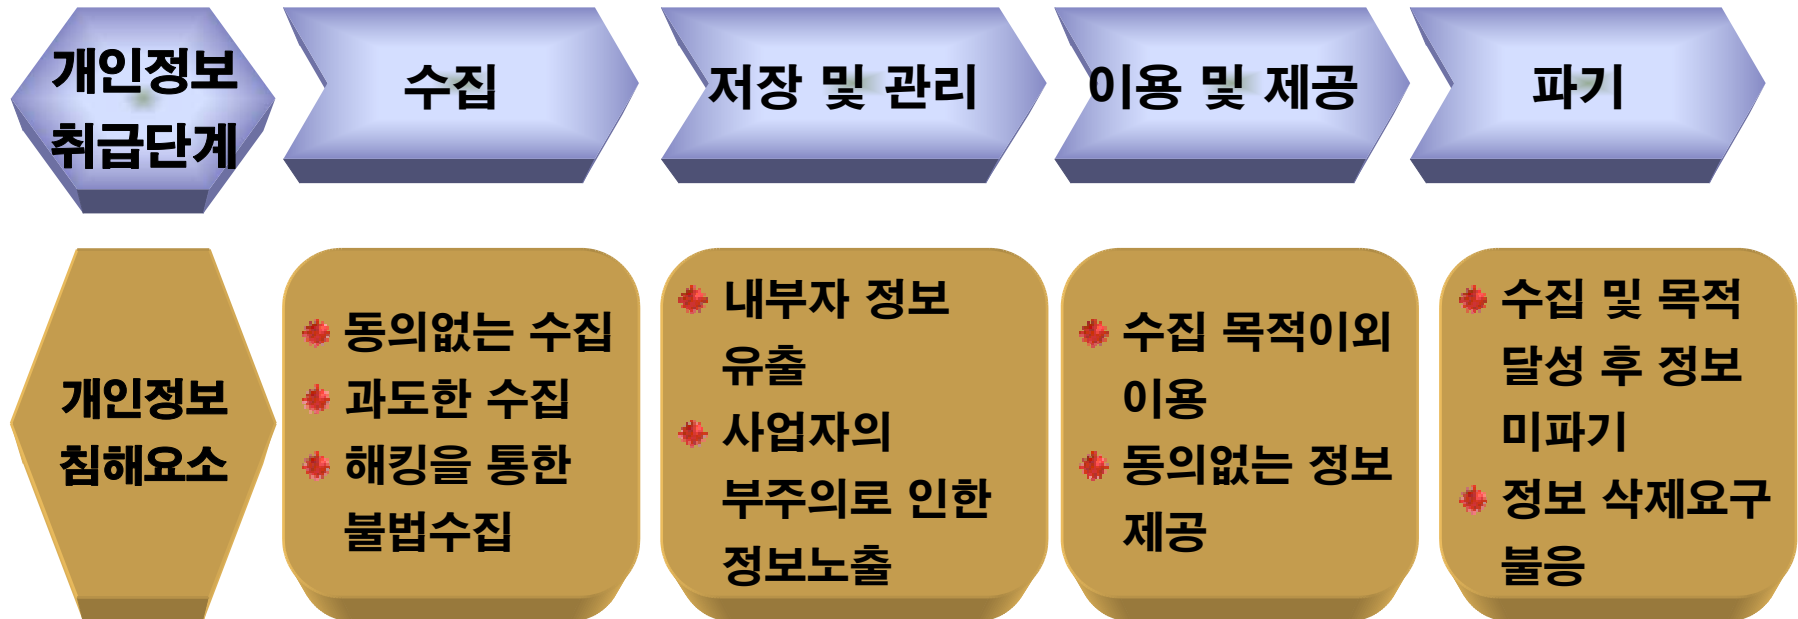 개인정보
취급단계
수집
저장 및 관리
이용 및 제공
파기
개인정보
침해요소
동의없는 수집
과도한 수집
해킹을 통한
불법수집
내부자 정보
유출
사업자의
부주의로 인한
정보노출
수집 목적이외
이용
동의없는 정보
제공
수집 및 목적
달성 후 정보
미파기
정보 삭제요구
불응